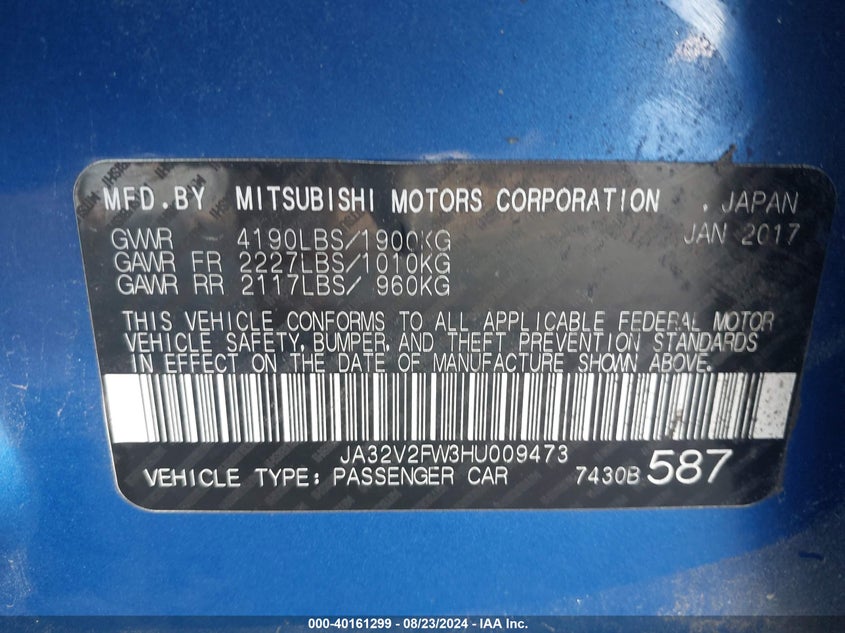 MFD.BY MITSUBISHI MOTORS CORPORATION , JAPAN
GVWR 4190LBS/1900KG JAN 2017
GAWR FR 2227LBS/1010KG
GAWR RR 2117LBS/ 960KG
THIS VEHICLE CONFORMS TO ALL APPLICABLE FEDERAL MOTOR
VEHICLE SAFETY, BUMPER, AND THEFT PREVENTION STANDARDS
IN EFFECT ON THE DATE OF MANUFACTURE SHOWN ABOVE.
JA32V2FW3HU009473
VEHICLE TYPE: PASSENGER CAR 7430B 587
000-40161299 - 08/23/2024 - IAA Inc.